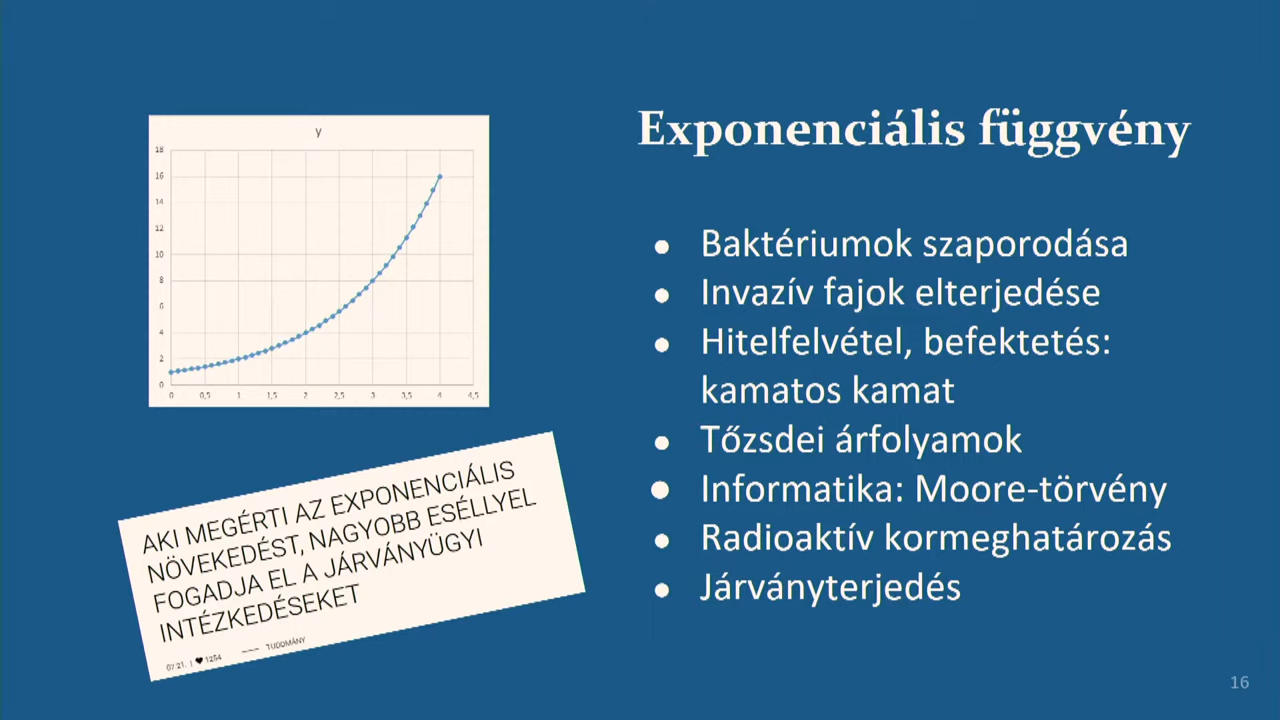 Exponenciális függvény
y
18
16
14
12
10
8
6
4
2
0
0 0,5 1 1,5 2 2,5 3 3,5 4 4,5
Baktériumok szaporodása
Invazív fajok elterjedése
Hitelfelvétel, befektetés:
kamatos kamat
Tőzsdei árfolyamok
Informatika: Moore-törvény
Radioaktív kormeghatározás
Járványterjedés
AKI MEGÉRTI AZ EXPONENCIÁLIS
NÖVEKEDÉST, NAGYOBB ESÉLLYEL
FOGADJA EL A JÁRVÁNYÜGYI
INTÉZKEDÉSEKET
07.21. | ♥ 1254 —— TUDOMÁNY
16